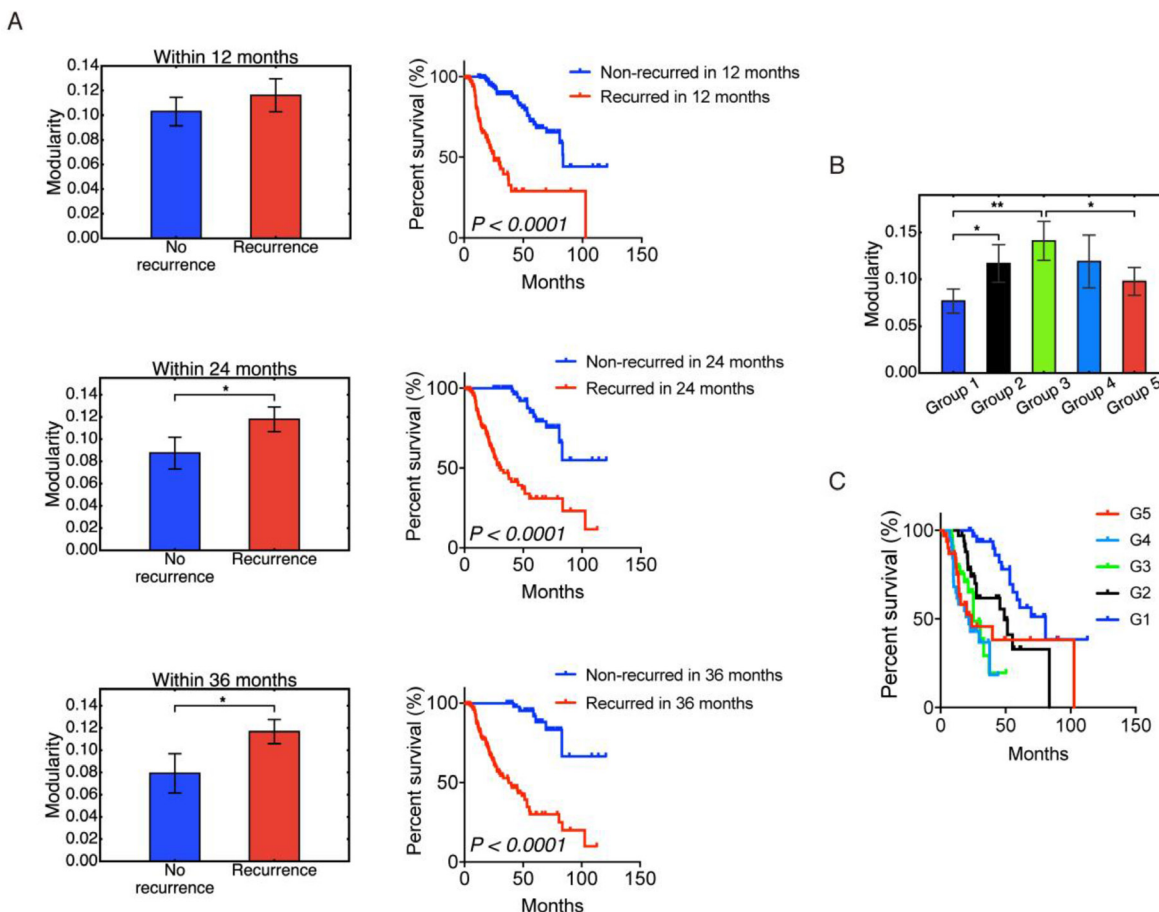 A
Within 12 months
Modularity
0.14
0.12
0.10
0.08
0.06
0.04
0.02
0.00
No
recurrence
Recurrence
Percent survival (%)
100
50
0
0
50
100
150
Months
P < 0.0001
Non-recurred in 12 months
Recurred in 12 months
Within 24 months
*
Modularity
0.14
0.12
0.10
0.08
0.06
0.04
0.02
0.00
No
recurrence
Recurrence
Percent survival (%)
100
50
0
0
50
100
150
Months
P < 0.0001
Non-recurred in 24 months
Recurred in 24 months
Within 36 months
*
Modularity
0.14
0.12
0.10
0.08
0.06
0.04
0.02
0.00
No
recurrence
Recurrence
Percent survival (%)
100
50
0
0
50
100
150
Months
P < 0.0001
Non-recurred in 36 months
Recurred in 36 months
B
**
*
*
Modularity
0.15
0.10
0.05
0.00
Group 1
Group 2
Group 3
Group 4
Group 5
C
Percent survival (%)
100
50
0
0
50
100
150
Months
G5
G4
G3
G2
G1